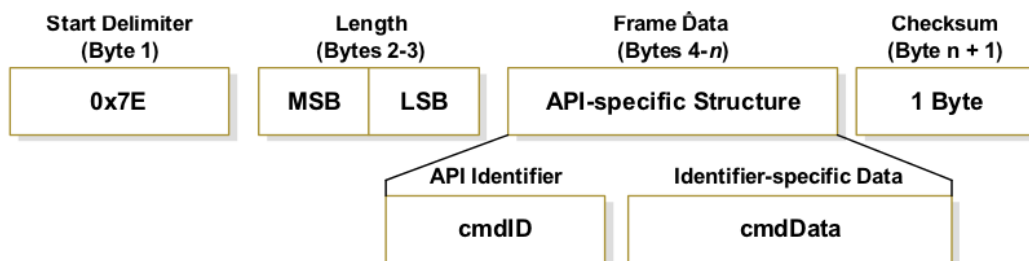 Start Delimiter
(Byte 1)
Length
(Bytes 2-3)
Frame Data
(Bytes 4-n)
Checksum
(Byte n + 1)
0x7E
MSB
LSB
API-specific Structure
1 Byte
API Identifier
Identifier-specific Data
cmdID
cmdData